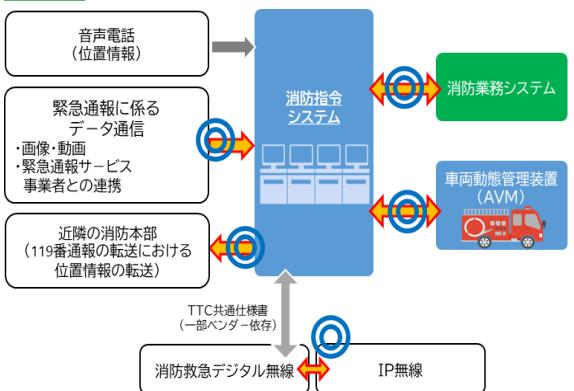 音声電話
（位置情報）
緊急通報に係る
データ通信
・画像・動画
・緊急通報サービス
事業者との連携
近隣の消防本部
（119番通報の転送における
位置情報の転送）
消防指令
システム
消防業務システム
車両動態管理装置
（AVM）
TTC共通仕様書
（一部ベンダー依存）
消防救急デジタル無線
IP無線